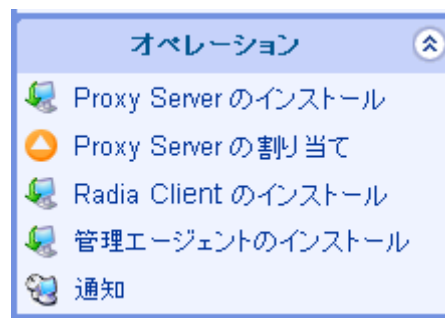 オペレーション
Proxy Server のインストール
Proxy Server の割り当て
Radia Client のインストール
管理エージェントのインストール
通知